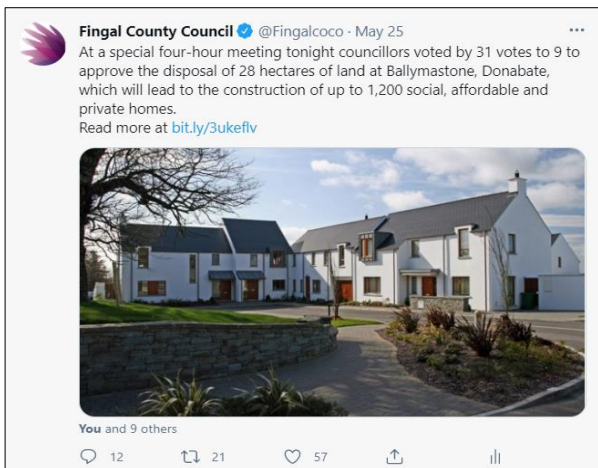 Fingal County Council @Fingalcoco · May 25
At a special four-hour meeting tonight councillors voted by 31 votes to 9 to
approve the disposal of 28 hectares of land at Ballymastone, Donabate,
which will lead to the construction of up to 1,200 social, affordable and
private homes.
Read more at bit.ly/3ukeflv
You and 9 others
12 21 57